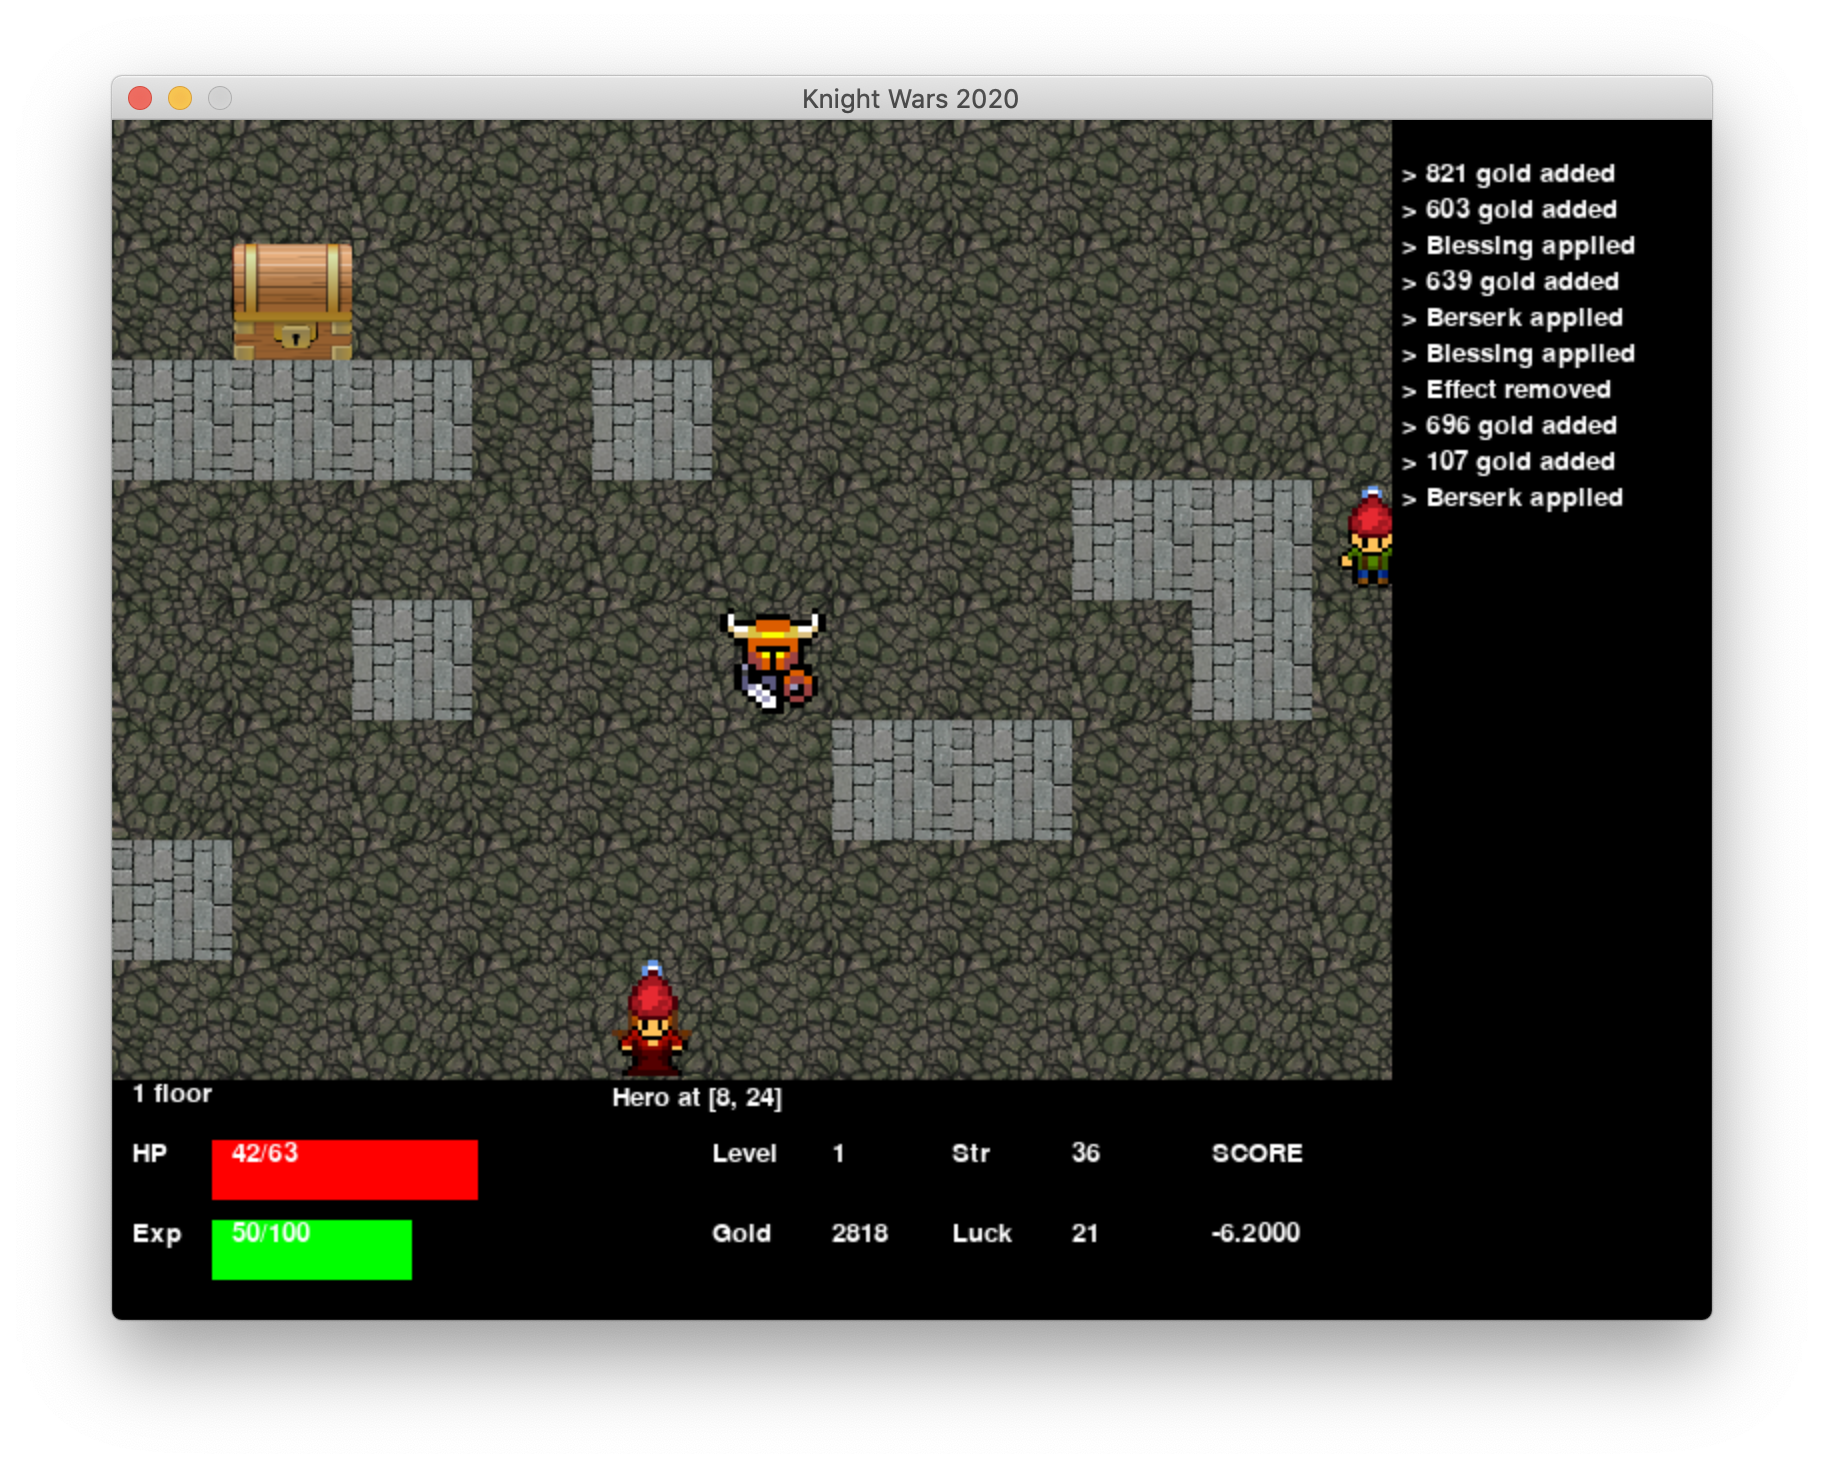 Knight Wars 2020
> 821 gold added
> 603 gold added
> Blessing applied
> 639 gold added
> Berserk applied
> Blessing applied
> Effect removed
> 696 gold added
> 107 gold added
> Berserk applied
1 floor
Hero at [8, 24]
HP 42/63 Level 1 Str 36 SCORE
Exp 50/100 Gold 2818 Luck 21 -6.2000